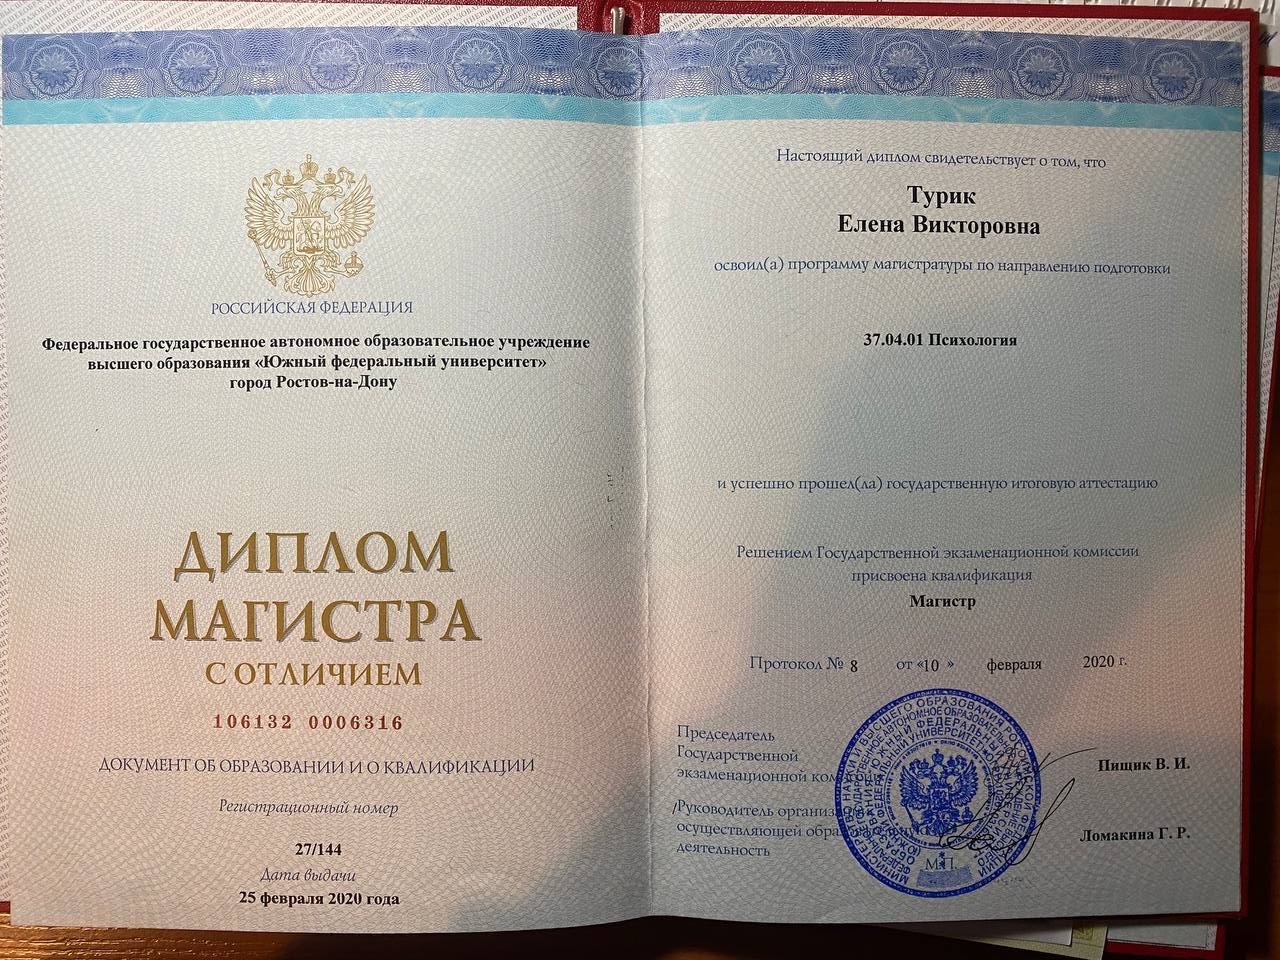 РОССИЙСКАЯ ФЕДЕРАЦИЯ
Федеральное государственное автономное образовательное учреждение
высшего образования «Южный федеральный университет»
город Ростов-на-Дону
ДИПЛОМ
МАГИСТРА
С ОТЛИЧИЕМ
106132 0006316
ДОКУМЕНТ ОБ ОБРАЗОВАНИИ И О КВАЛИФИКАЦИИ
Регистрационный номер
27/144
Дата выдачи
25 февраля 2020 года
Настоящий диплом свидетельствует о том, что
Турик
Елена Викторовна
освоил(а) программу магистратуры по направлению подготовки
37.04.01 Психология
и успешно прошел(ла) государственную итоговую аттестацию
Решением Государственной экзаменационной комиссии
присвоена квалификация
Магистр
Протокол № 8 от «10 » февраля 2020 г.
Председатель
Государственной
экзаменационной
Пищик В. И.
/Руководитель
осуществляющей
деятельность
Ломакина Г. Р.
М.П.